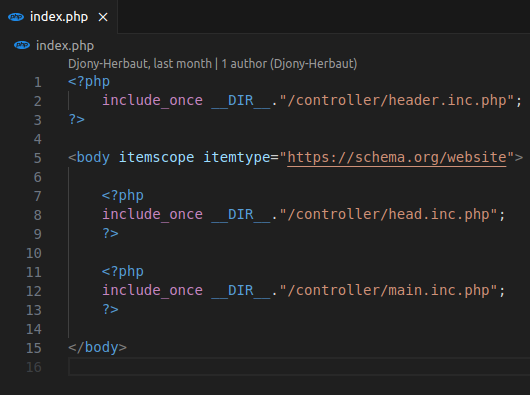 php index.php ×
php index.php
Djony-Herbaut, last month | 1 author (Djony-Herbaut)
1 <?php
2     include_once __DIR__."/controller/header.inc.php";
3 ?>
4
5 <body itemscope itemtype="https://schema.org/website">
6
7     <?php
8     include_once __DIR__."/controller/head.inc.php";
9     ?>
10
11     <?php
12     include_once __DIR__."/controller/main.inc.php";
13     ?>
14
15 </body>
16